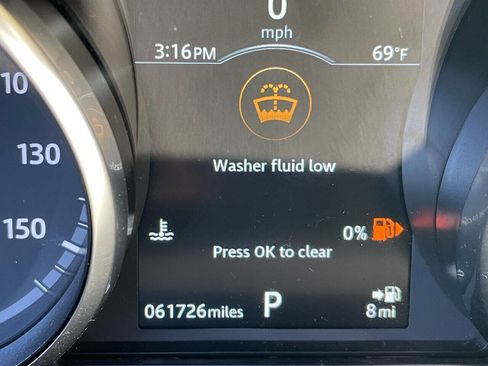 0
mph
3:16PM 69°F
10
130
Washer fluid low
150
0%
Press OK to clear
061726miles P 8mi